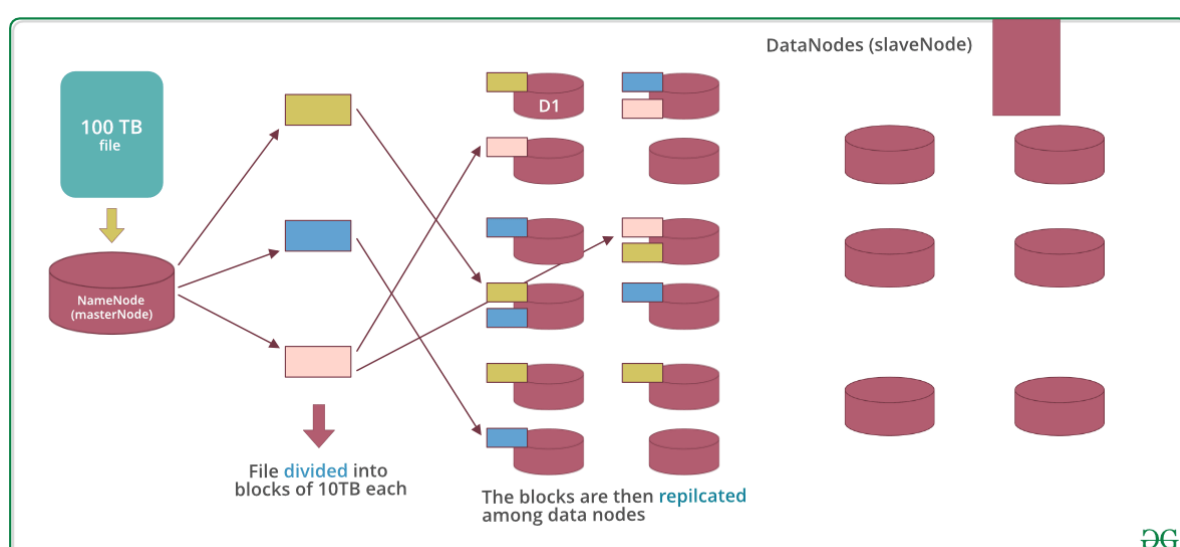 DataNodes (slaveNode)
100 TB
file
D1
NameNode
(masterNode)
File divided into
blocks of 10TB each
The blocks are then repilcated
among data nodes